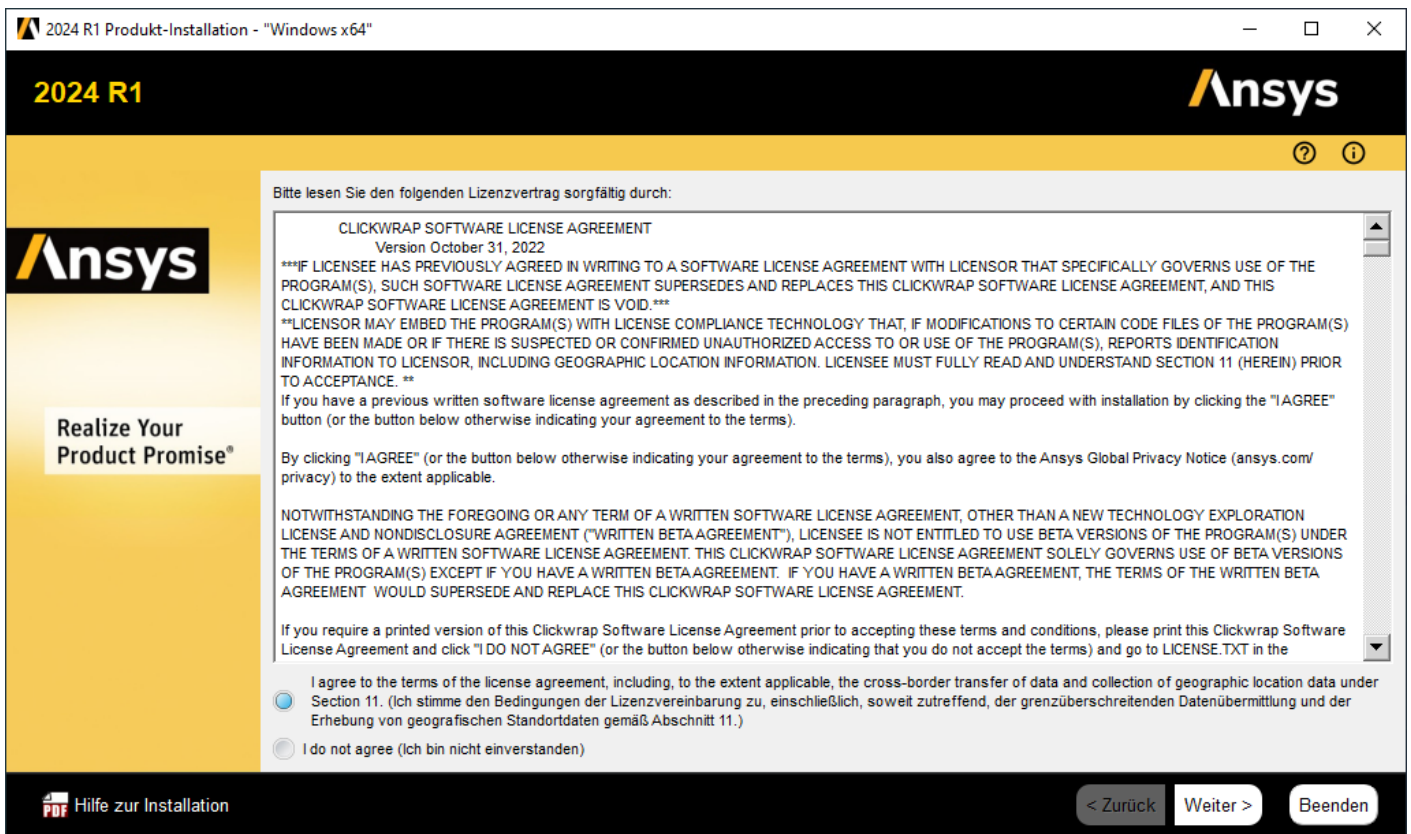 2024 R1 Produkt-Installation - "Windows x64"
2024 R1
Ansys
Bitte lesen Sie den folgenden Lizenzvertrag sorgfältig durch:
CLICKWRAP SOFTWARE LICENSE AGREEMENT
Version October 31, 2022
***IF LICENSEE HAS PREVIOUSLY AGREED IN WRITING TO A SOFTWARE LICENSE AGREEMENT WITH LICENSOR THAT SPECIFICALLY GOVERNS USE OF THE
PROGRAM(S), SUCH SOFTWARE LICENSE AGREEMENT SUPERSEDES AND REPLACES THIS CLICKWRAP SOFTWARE LICENSE AGREEMENT, AND THIS
CLICKWRAP SOFTWARE LICENSE AGREEMENT IS VOID.***
**LICENSOR MAY EMBED THE PROGRAM(S) WITH LICENSE COMPLIANCE TECHNOLOGY THAT, IF MODIFICATIONS TO CERTAIN CODE FILES OF THE PROGRAM(S)
HAVE BEEN MADE OR IF THERE IS SUSPECTED OR CONFIRMED UNAUTHORIZED ACCESS TO OR USE OF THE PROGRAM(S), REPORTS IDENTIFICATION
INFORMATION TO LICENSOR, INCLUDING GEOGRAPHIC LOCATION INFORMATION. LICENSEE MUST FULLY READ AND UNDERSTAND SECTION 11 (HEREIN) PRIOR
TO ACCEPTANCE. **
If you have a previous written software license agreement as described in the preceding paragraph, you may proceed with installation by clicking the "I AGREE"
button (or the button below otherwise indicating your agreement to the terms).
By clicking "I AGREE" (or the button below otherwise indicating your agreement to the terms), you also agree to the Ansys Global Privacy Notice (ansys.com/
privacy) to the extent applicable.
NOTWITHSTANDING THE FOREGOING OR ANY TERM OF A WRITTEN SOFTWARE LICENSE AGREEMENT, OTHER THAN A NEW TECHNOLOGY EXPLORATION
LICENSE AND NONDISCLOSURE AGREEMENT ("WRITTEN BETA AGREEMENT"), LICENSEE IS NOT ENTITLED TO USE BETA VERSIONS OF THE PROGRAM(S) UNDER
THE TERMS OF A WRITTEN SOFTWARE LICENSE AGREEMENT. THIS CLICKWRAP SOFTWARE LICENSE AGREEMENT SOLELY GOVERNS USE OF BETA VERSIONS
OF THE PROGRAM(S) EXCEPT IF YOU HAVE A WRITTEN BETA AGREEMENT. IF YOU HAVE A WRITTEN BETA AGREEMENT, THE TERMS OF THE WRITTEN BETA
AGREEMENT WOULD SUPERSEDE AND REPLACE THIS CLICKWRAP SOFTWARE LICENSE AGREEMENT.
If you require a printed version of this Clickwrap Software License Agreement prior to accepting these terms and conditions, please print this Clickwrap Software
License Agreement and click "I DO NOT AGREE" (or the button below otherwise indicating that you do not accept the terms) and go to LICENSE.TXT in the
Ansys
Realize Your
Product Promise®
I agree to the terms of the license agreement, including, to the extent applicable, the cross-border transfer of data and collection of geographic location data under
Section 11. (Ich stimme den Bedingungen der Lizenzvereinbarung zu, einschließlich, soweit zutreffend, der grenzüberschreitenden Datenübermittlung und der
Erhebung von geografischen Standortdaten gemäß Abschnitt 11.)
I do not agree (Ich bin nicht einverstanden)
PDF Hilfe zur Installation
< Zurück
Weiter >
Beenden